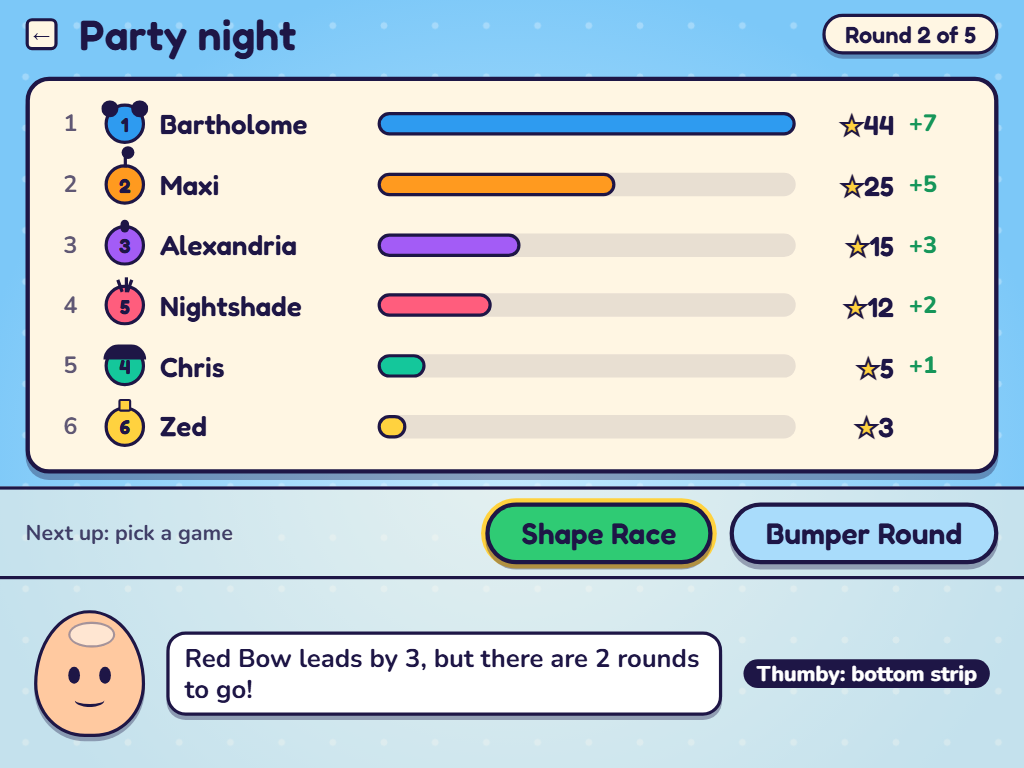 ← Party night
Round 2 of 5
1 1 Bartholome ☆44 +7
2 2 Maxi ☆25 +5
3 3 Alexandria ☆15 +3
4 5 Nightshade ☆12 +2
5 4 Chris ☆5 +1
6 6 Zed ☆3
Next up: pick a game
Shape Race
Bumper Round
Red Bow leads by 3, but there are 2 rounds
to go!
Thumby: bottom strip